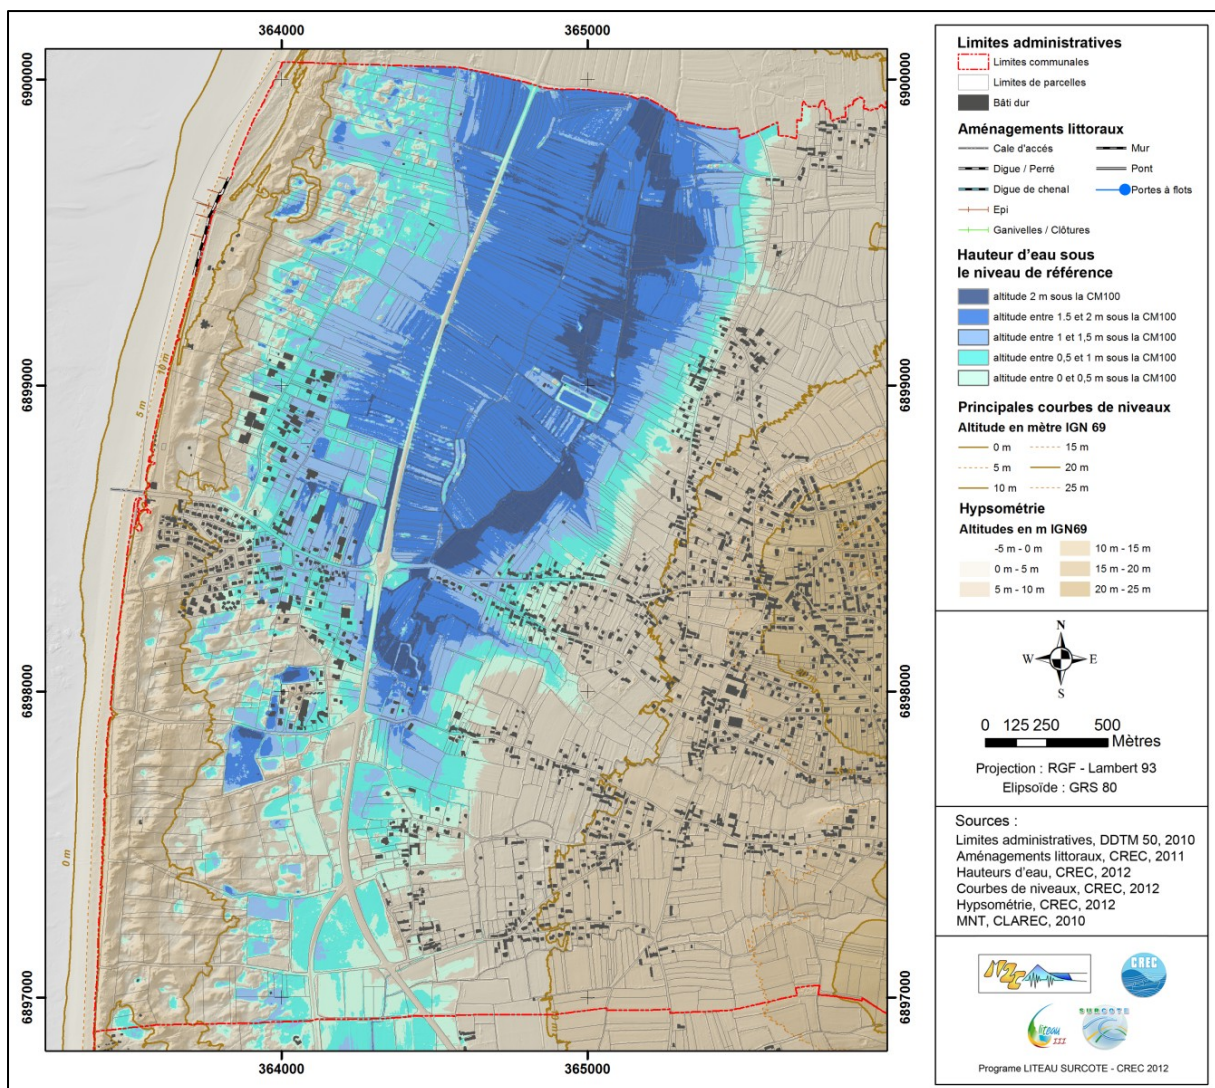 364000
365000
6900000
6900000
6899000
6899000
6898000
6898000
6897000
6897000
364000
365000
10 m
5 m
0 m
Limites administratives
Limites communales
Limites de parcelles
Bâti dur
Aménagements littoraux
Cale d'accés
Mur
Digue / Perré
Pont
Digue de chenal
Portes à flots
Epi
Ganivelles / Clôtures
Hauteur d'eau sous
le niveau de référence
altitude 2 m sous la CM100
altitude entre 1.5 et 2 m sous la CM100
altitude entre 1 et 1,5 m sous la CM100
altitude entre 0,5 et 1 m sous la CM100
altitude entre 0 et 0,5 m sous la CM100
Principales courbes de niveaux
Altitude en mètre IGN 69
0 m
15 m
5 m
20 m
10 m
25 m
Hypsométrie
Altitudes en m IGN69
-5 m - 0 m
10 m - 15 m
0 m - 5 m
15 m - 20 m
5 m - 10 m
20 m - 25 m
N
W
E
S
0 125 250 500
Mètres
Projection : RGF - Lambert 93
Elipsoïde : GRS 80
Sources :
Limites administratives, DDTM 50, 2010
Aménagements littoraux, CREC, 2011
Hauteurs d'eau, CREC, 2012
Courbes de niveaux, CREC, 2012
Hypsométrie, CREC, 2012
MNT, CLAREC, 2010
M2C
CREC
liteau
III
SURCOTE
Programe LITEAU SURCOTE - CREC 2012